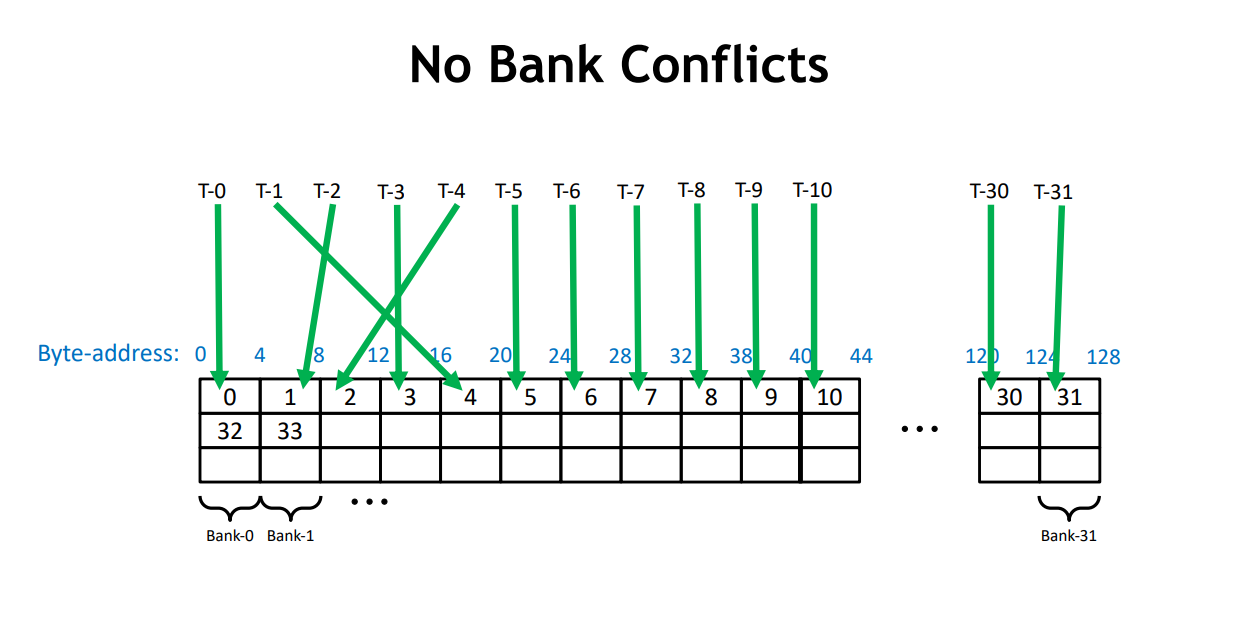 No Bank Conflicts
T-0 T-1 T-2 T-3 T-4 T-5 T-6 T-7 T-8 T-9 T-10 T-30 T-31
Byte-address: 0 4 8 12 16 20 24 28 32 38 40 44 120 124 128
0 1 2 3 4 5 6 7 8 9 10 30 31
32 33
...
...
Bank-0 Bank-1 Bank-31